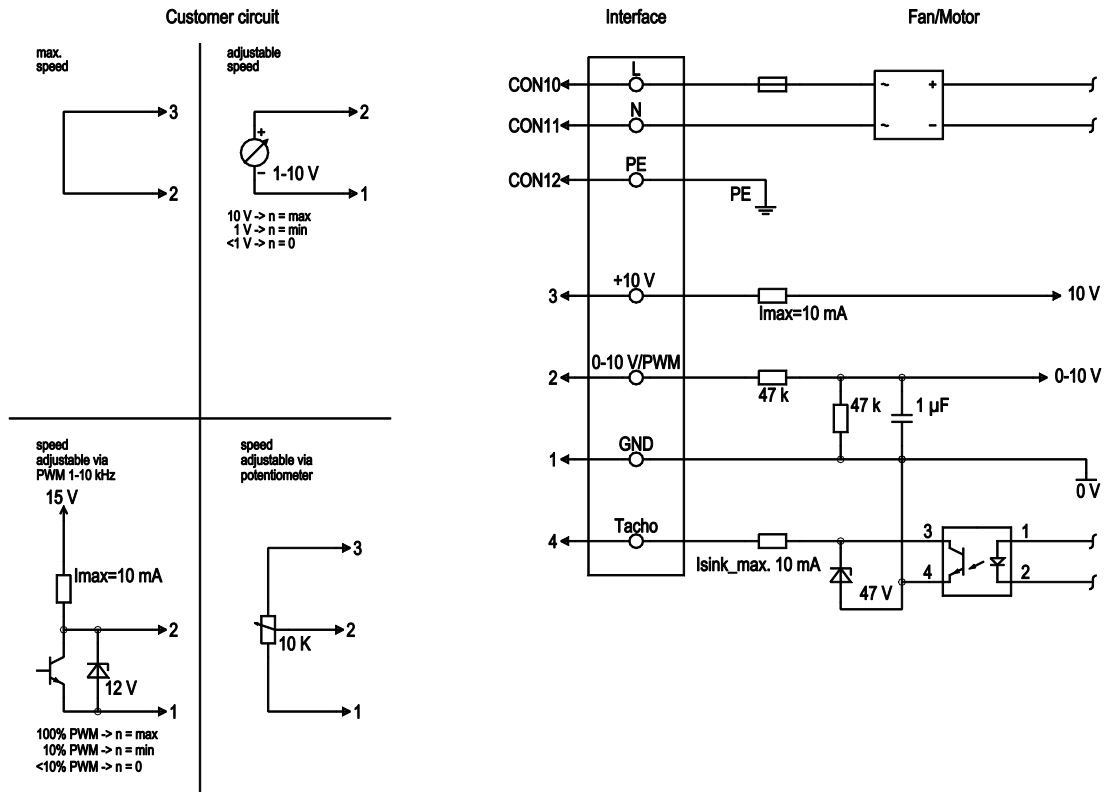 Customer circuit
Interface
Fan/Motor
max.
speed
3
2
adjustable
speed
2
+
–
1-10 V
1
10 V -> n = max
1 V -> n = min
<1 V -> n = 0
speed
adjustable via
PWM 1-10 kHz
15 V
Imax=10 mA
2
12 V
1
100% PWM -> n = max
10% PWM -> n = min
<10% PWM -> n = 0
speed
adjustable via
potentiometer
3
2
10 K
1
CON10
L
~
+
CON11
N
~
–
CON12
PE
PE
3
+10 V
Imax=10 mA
10 V
2
0-10 V/PWM
47 k
0-10 V
47 k
1 µF
1
GND
0 V
4
Tacho
Isink_max. 10 mA
47 V
3
4
1
2